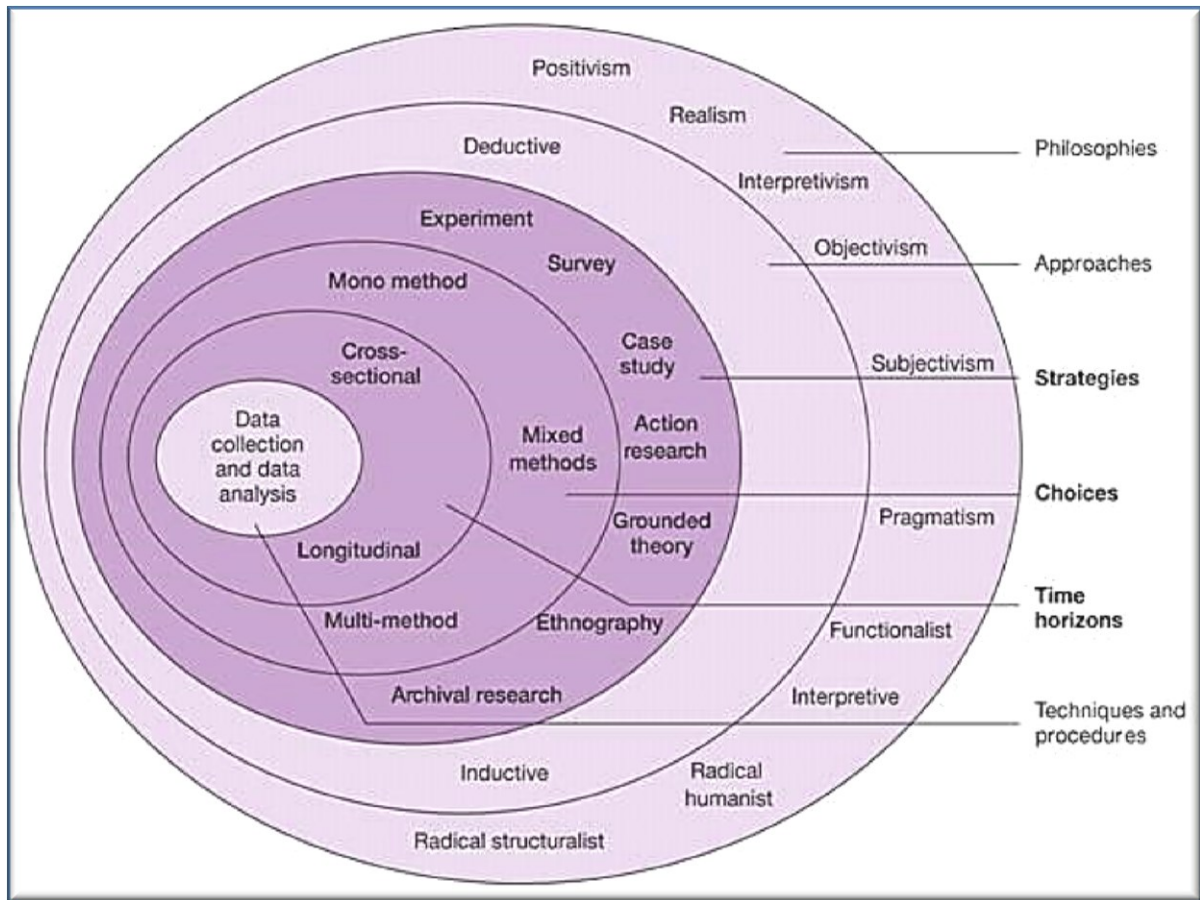 Positivism
Realism
Philosophies
Deductive
Interpretivism
Experiment
Objectivism
Survey
Approaches
Mono method
Case
study
Subjectivism
Strategies
Cross-
sectional
Data
collection
and data
analysis
Mixed
methods
Action
research
Choices
Pragmatism
Grounded
theory
Longitudinal
Time
horizons
Multi-method
Ethnography
Functionalist
Archival research
Interpretive
Techniques and
procedures
Inductive
Radical
humanist
Radical structuralist